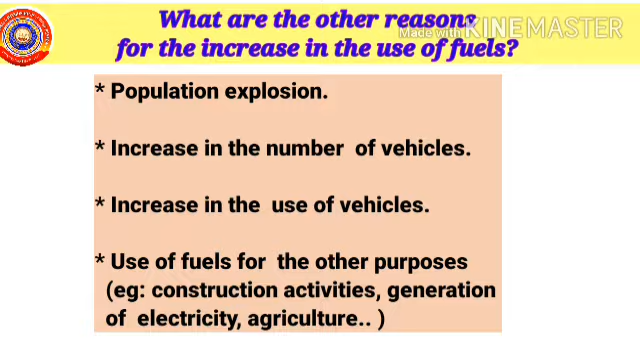 What are the other reasons
for the increase in the use of fuels?
Made with KINEMASTER
* Population explosion.
* Increase in the number of vehicles.
* Increase in the use of vehicles.
* Use of fuels for the other purposes
(eg: construction activities, generation
of electricity, agriculture.. )